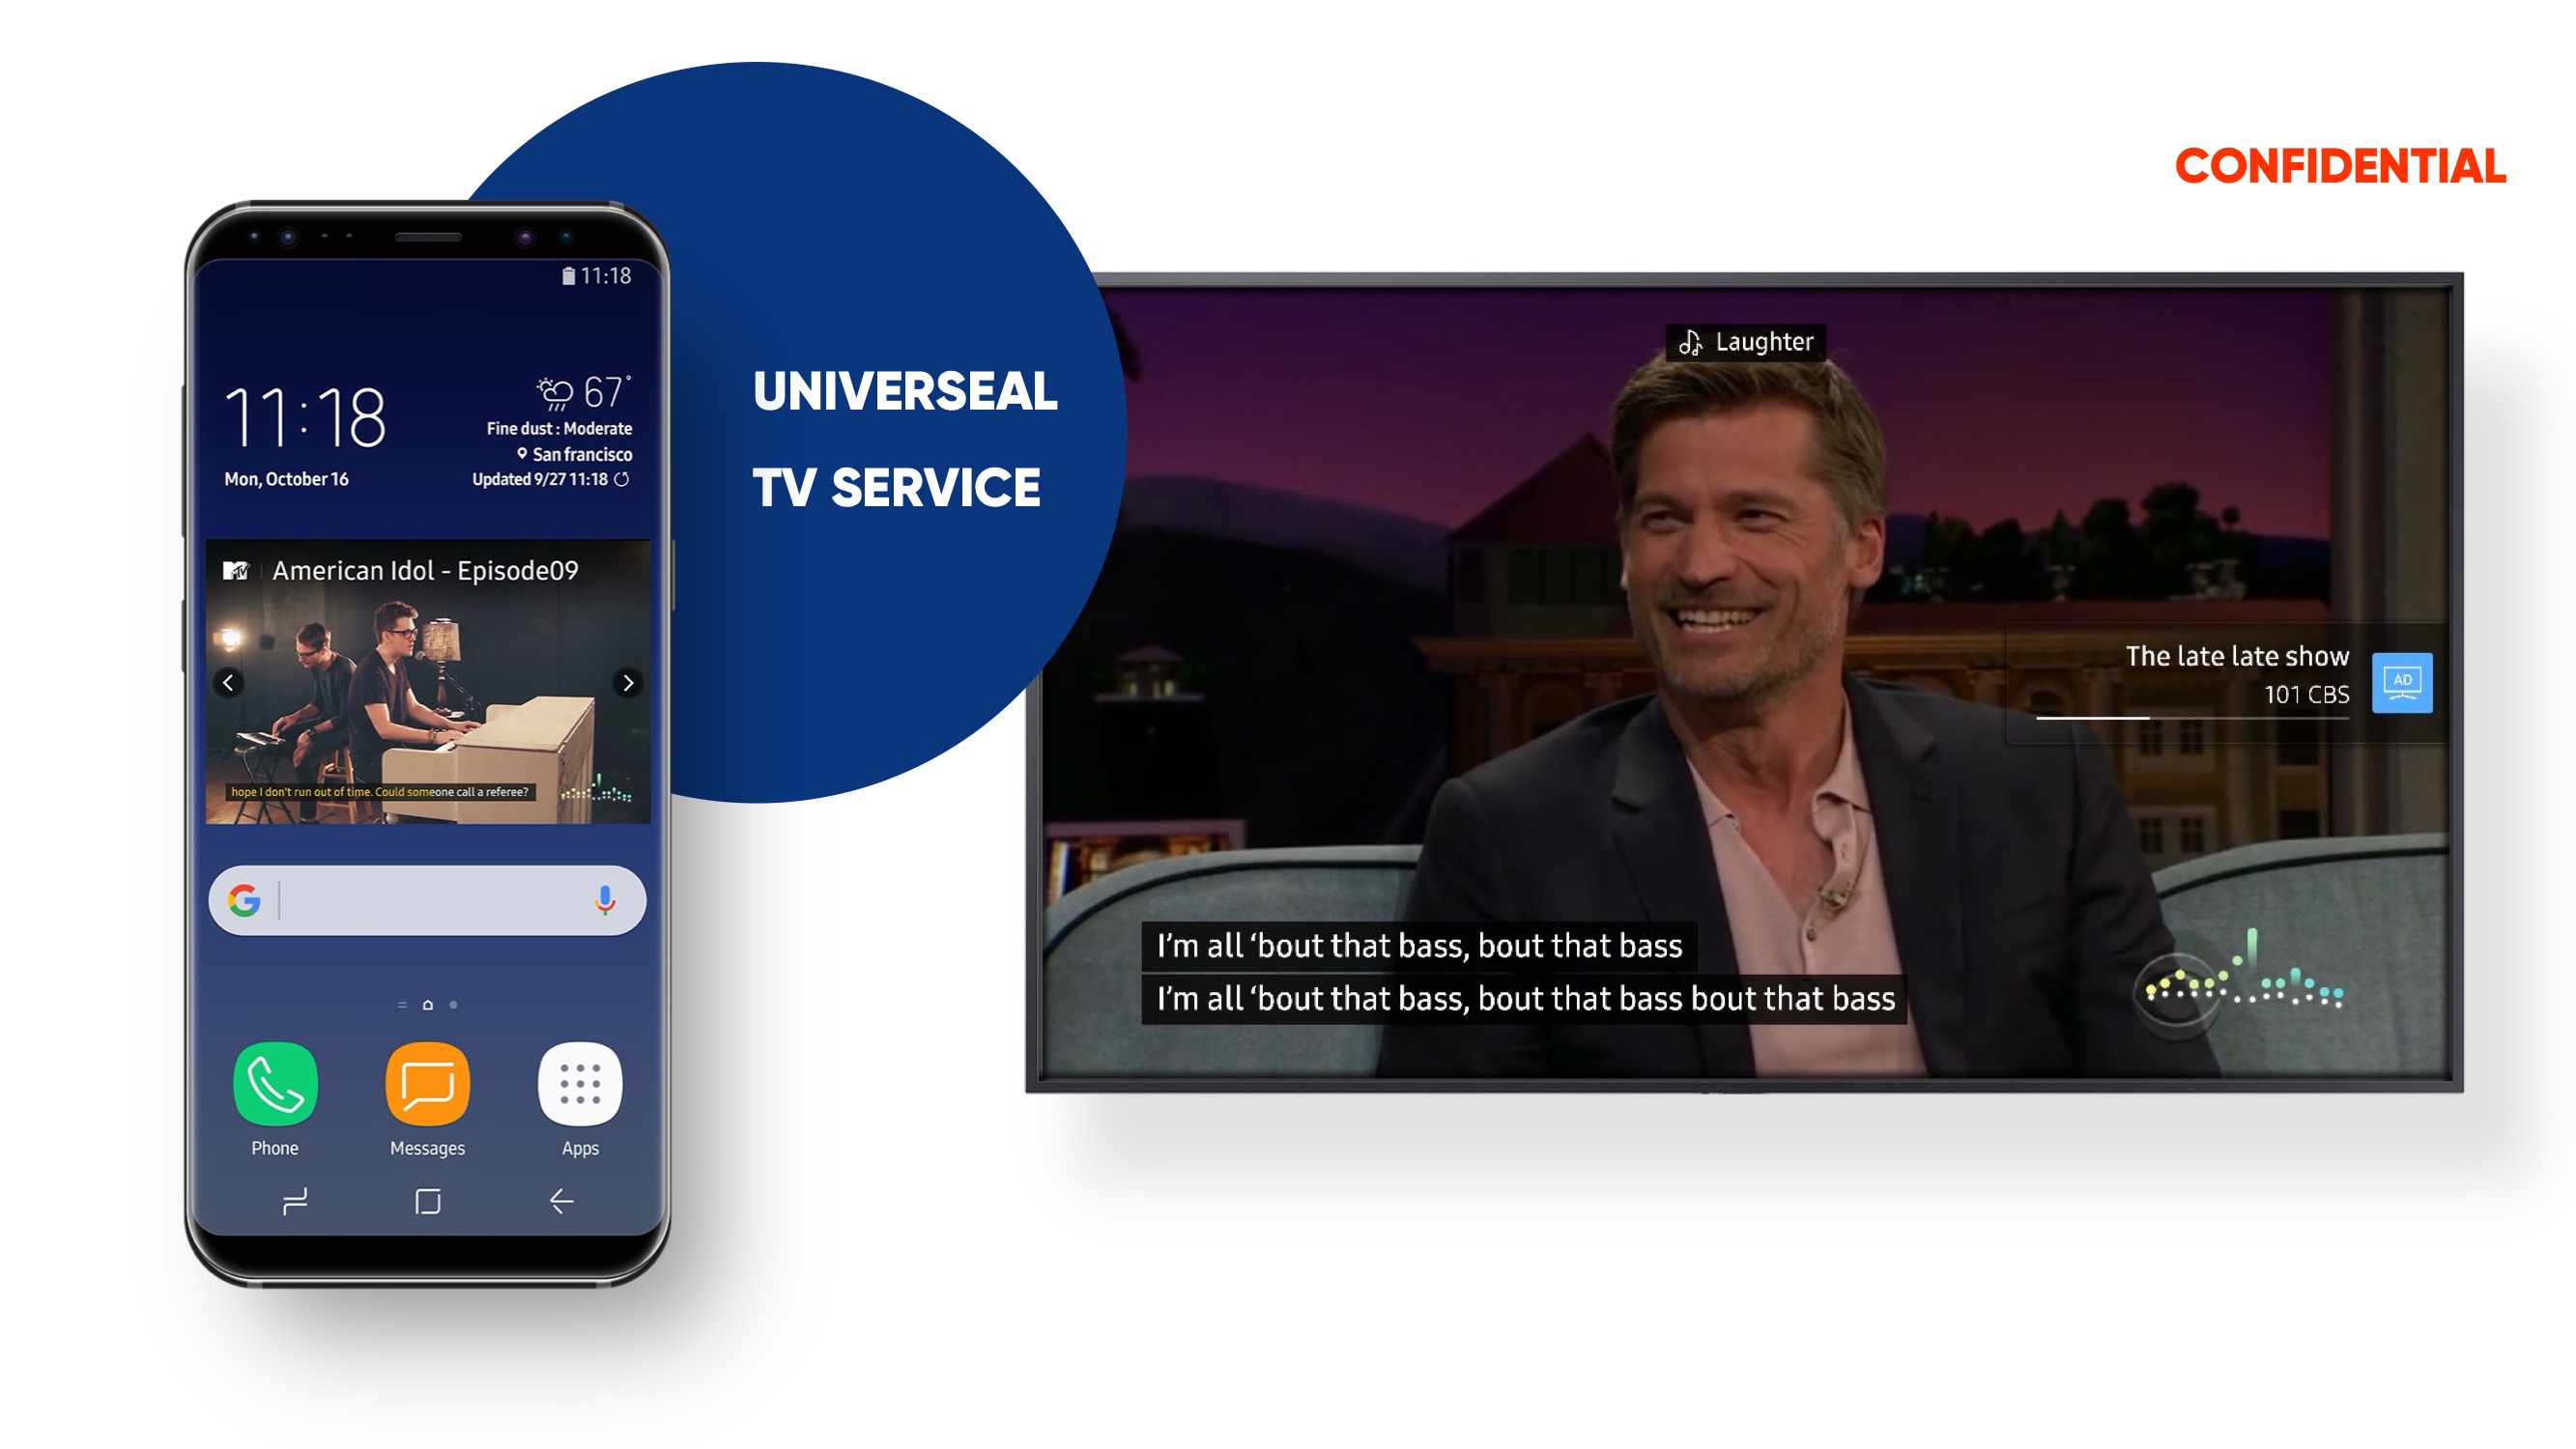 CONFIDENTIAL
UNIVERSEAL
TV SERVICE
11:18
11:18
67°
Fine dust : Moderate
San francisco
Mon, October 16
Updated 9/27 11:18
MTV
American Idol - Episode09
hope I don't run out of time. Could someone call a referee?
G
Phone
Messages
Apps
Laughter
The late late show
101 CBS
AD
I'm all ‘bout that bass, bout that bass
I'm all ‘bout that bass, bout that bass bout that bass